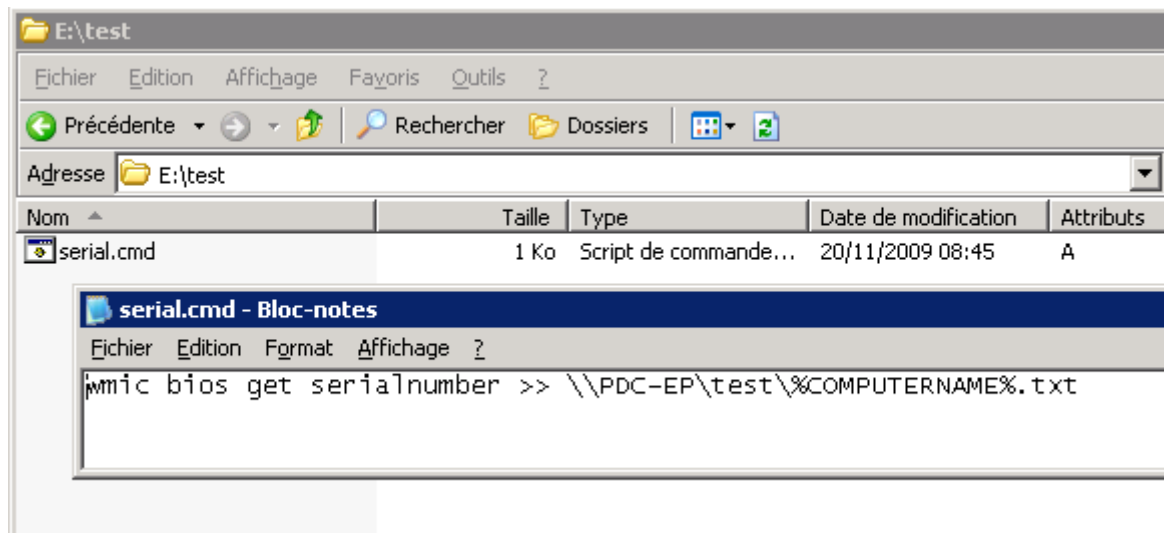 E:\test
Fichier Edition Affichage Favoris Outils ?
Précédente Rechercher Dossiers
Adresse E:\test
Nom Taille Type Date de modification Attributs
serial.cmd 1 Ko Script de commande... 20/11/2009 08:45 A
serial.cmd - Bloc-notes
Fichier Edition Format Affichage ?
wmic bios get serialnumber >> \\PDC-EP\test\%COMPUTERNAME%.txt